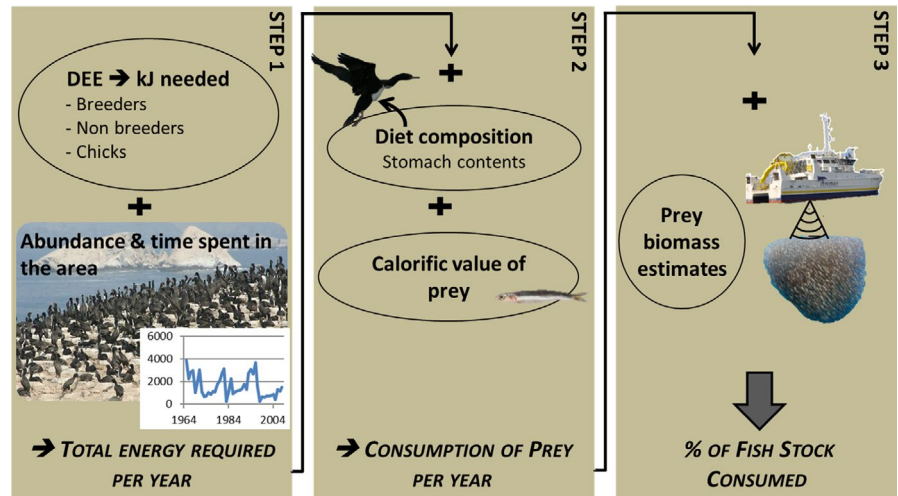 STEP 1
DEE ➔ kJ needed
- Breeders
- Non breeders
- Chicks
+
Abundance & time spent in
the area
6000
4000
2000
0
1964 1984 2004
➔ TOTAL ENERGY REQUIRED
PER YEAR
STEP 2
+
Diet composition
Stomach contents
+
Calorific value of
prey
➔ CONSUMPTION OF PREY
PER YEAR
STEP 3
+
Prey
biomass
estimates
% OF FISH STOCK
CONSUMED